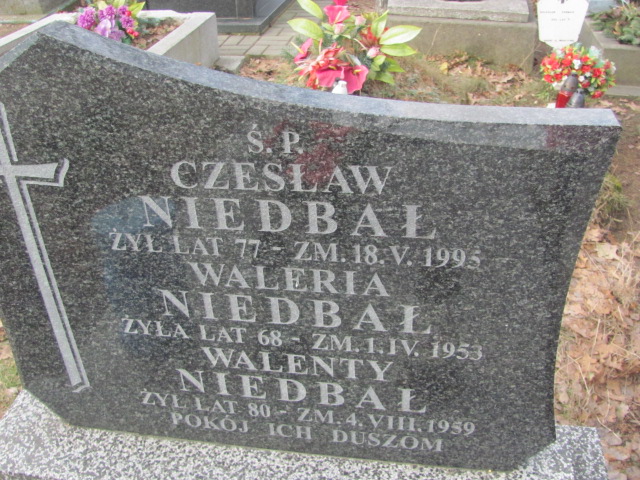 Ś. P.
CZESŁAW
NIEDBAŁ
ŻYŁ LAT 77 - ZM. 18. V. 1995
WALERIA
NIEDBAŁ
ŻYŁA LAT 68 - ZM. 1. IV. 1953
WALENTY
NIEDBAŁ
ŻYŁ LAT 80 - ZM. 4. VIII. 1959
POKÓJ ICH DUSZOM